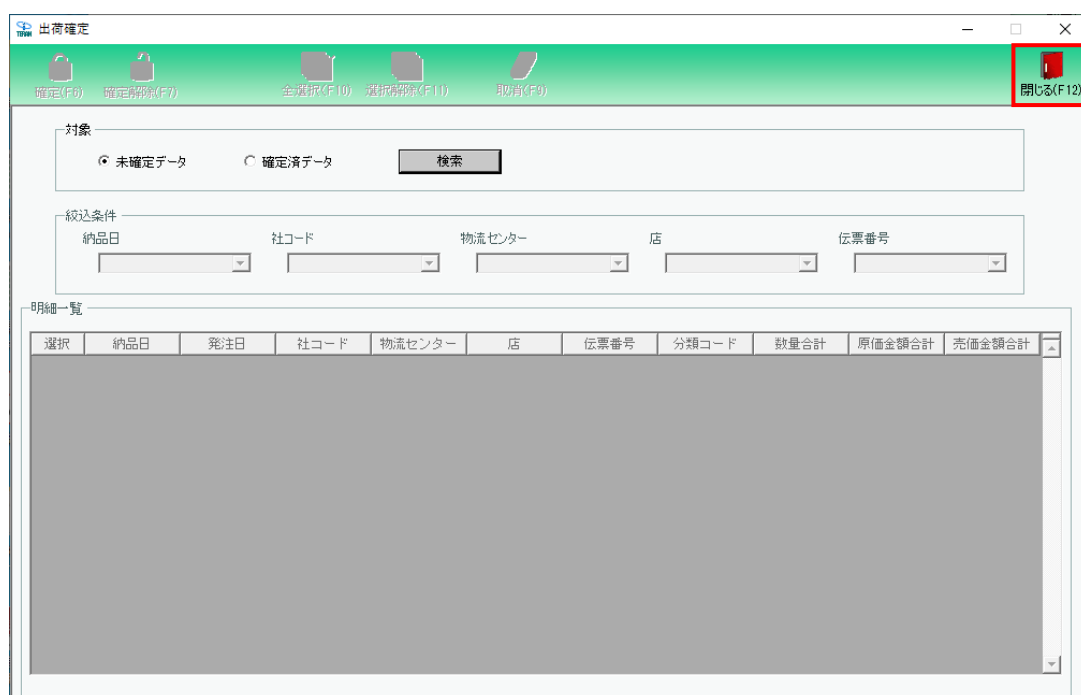 出荷確定
確定(F6) 確定解除(F7) 全選択(F10) 選択解除(F11) 取消(F9) 閉じる(F12)
対象
未確定データ 確定済データ 検索
絞込条件
納品日 社コード 物流センター 店 伝票番号
明細一覧
選択 納品日 発注日 社コード 物流センター 店 伝票番号 分類コード 数量合計 原価金額合計 売価金額合計